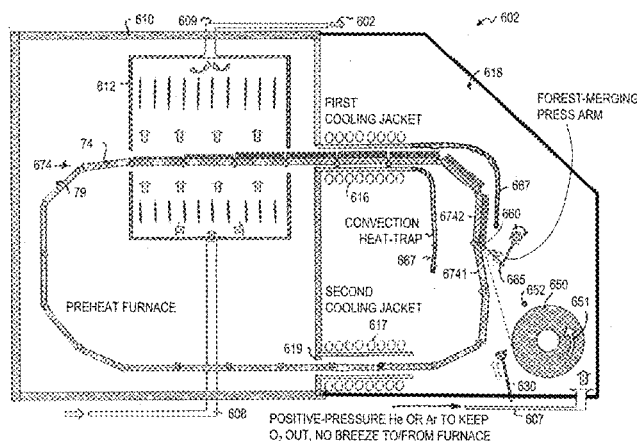 610
609
602
602
612
618
FIRST
COOLING JACKET
FOREST-MERGING
PRESS ARM
74
674
79
616
667
6742
660
CONVECTION
HEAT-TRAP
667
665
6741
652
650
651
PREHEAT FURNACE
SECOND
COOLING JACKET
617
619
630
608
607
POSITIVE-PRESSURE He OR Ar TO KEEP
O₂ OUT, NO BREEZE TO/FROM FURNACE